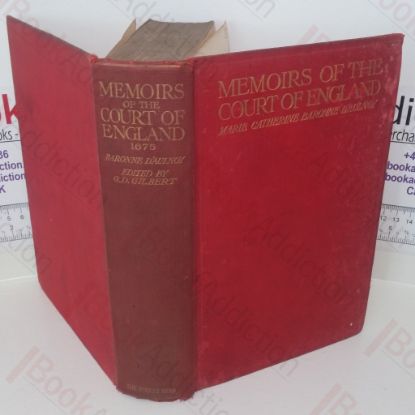 MEMOIRS
OF THE
COURT OF
ENGLAND
1675
BARONNE D'AULNOY
EDITED BY
G.D. GILBERT
MEMOIRS OF THE
COURT OF ENGLAND
MARIE CATHERINE BARONNE D'AULNOY
BookAddiction